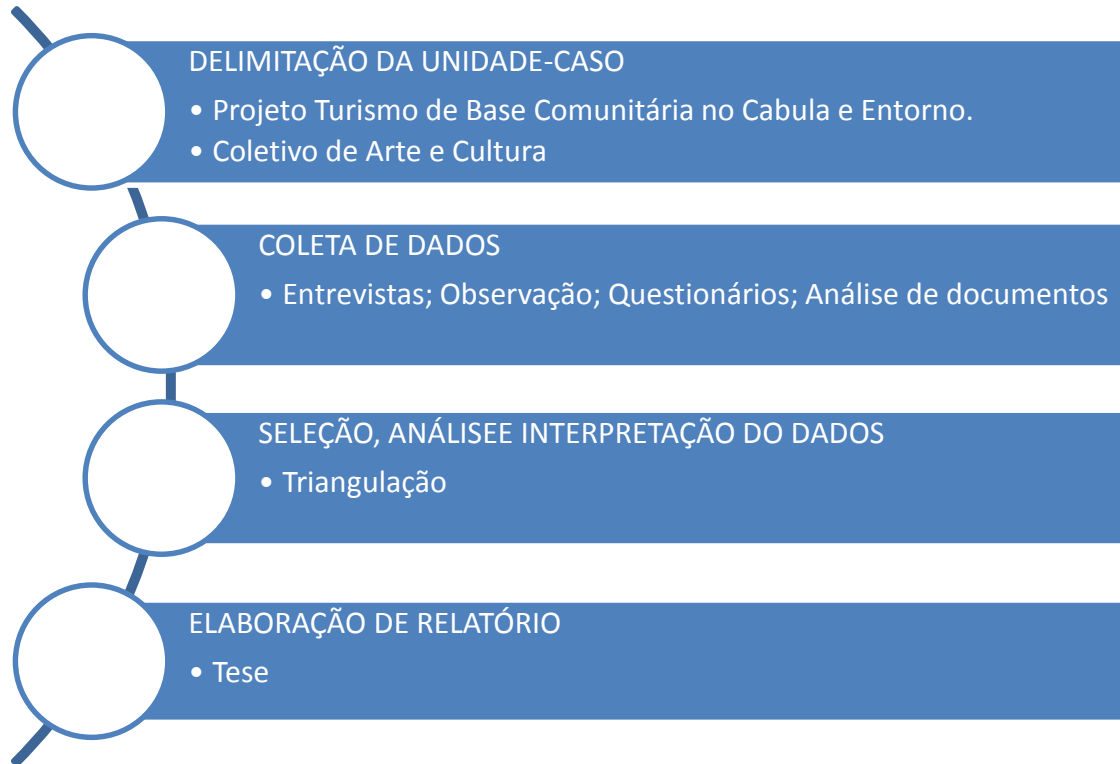 DELIMITAÇÃO DA UNIDADE-CASO
• Projeto Turismo de Base Comunitária no Cabula e Entorno.
• Coletivo de Arte e Cultura
COLETA DE DADOS
• Entrevistas; Observação; Questionários; Análise de documentos
SELEÇÃO, ANÁLISEE INTERPRETAÇÃO DO DADOS
• Triangulação
ELABORAÇÃO DE RELATÓRIO
• Tese